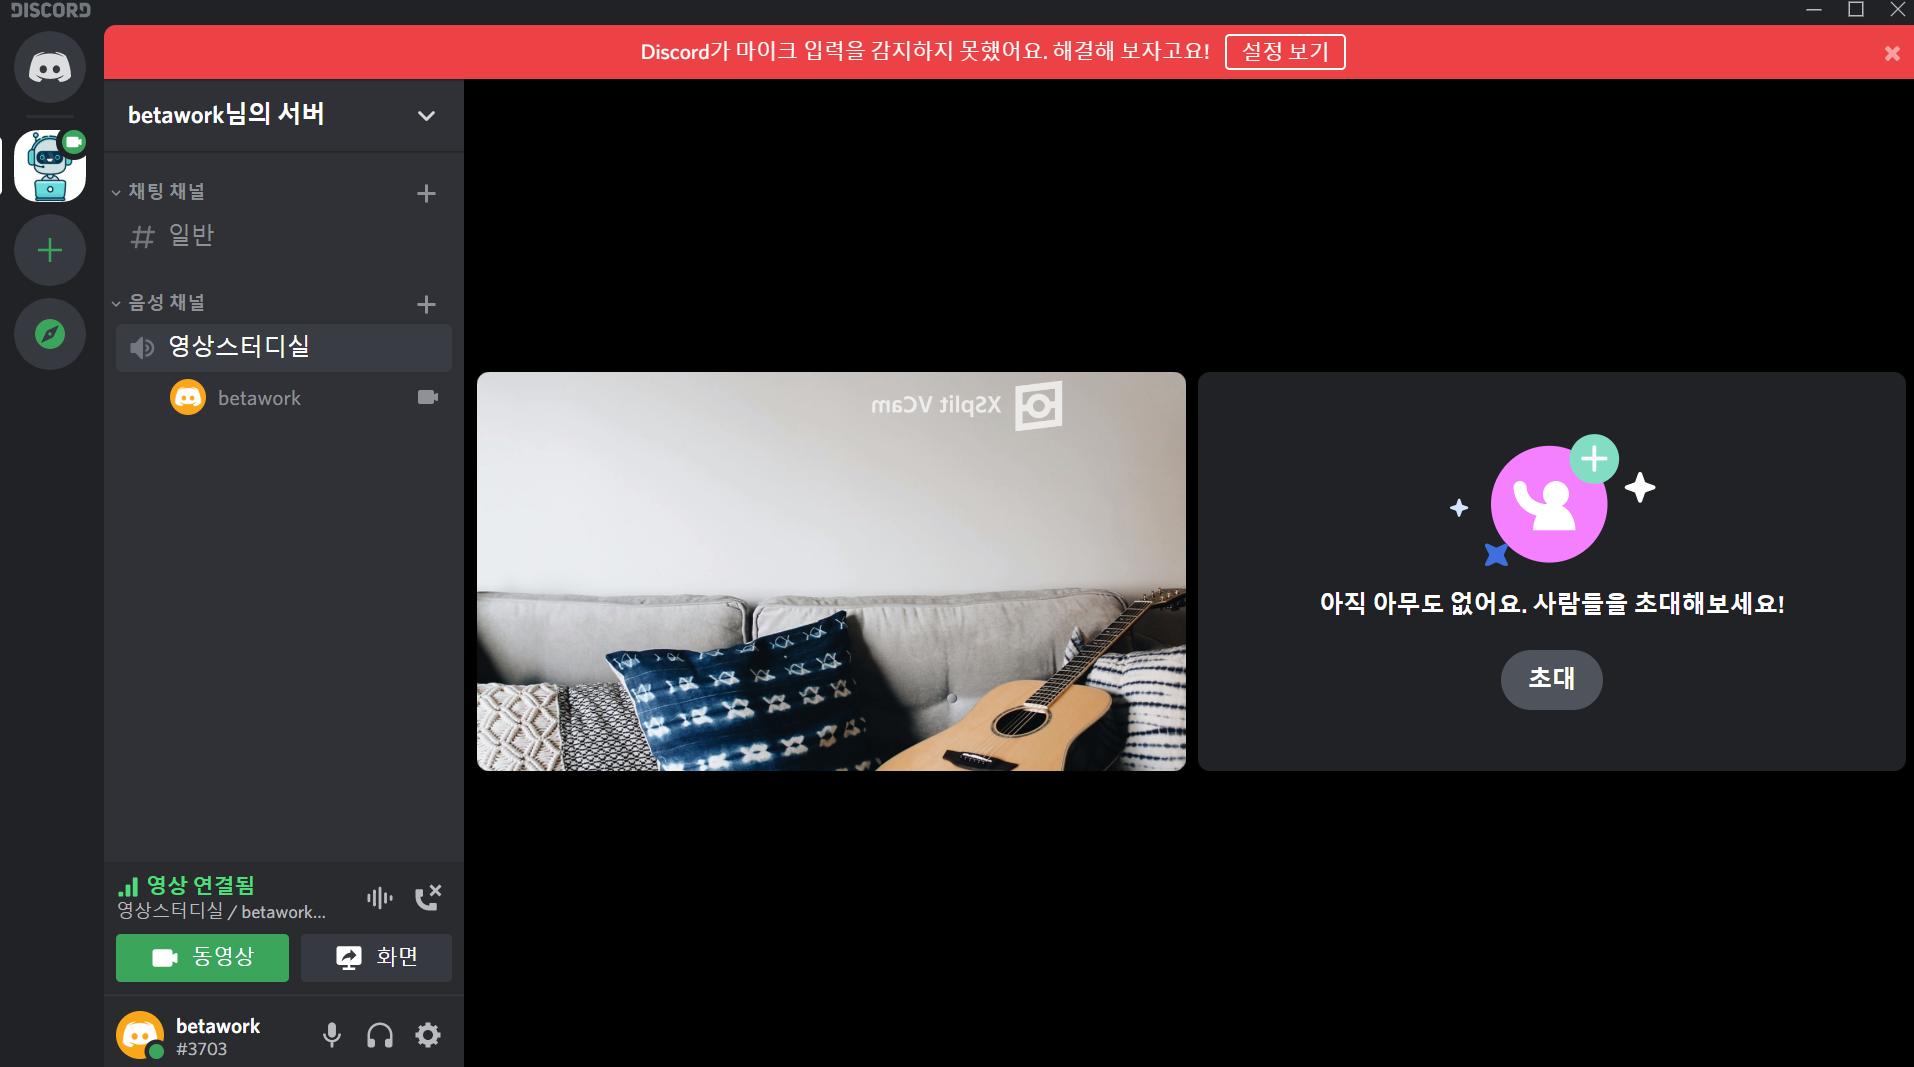 DISCORD
Discord가 마이크 입력을 감지하지 못했어요. 해결해 보자고요! 설정 보기
betawork님의 서버
채팅 채널
# 일반
음성 채널
영상스터디실
betawork
XSplit VCam
아직 아무도 없어요. 사람들을 초대해보세요!
초대
영상 연결됨
영상스터디실 / betawork...
동영상
화면
betawork
#3703